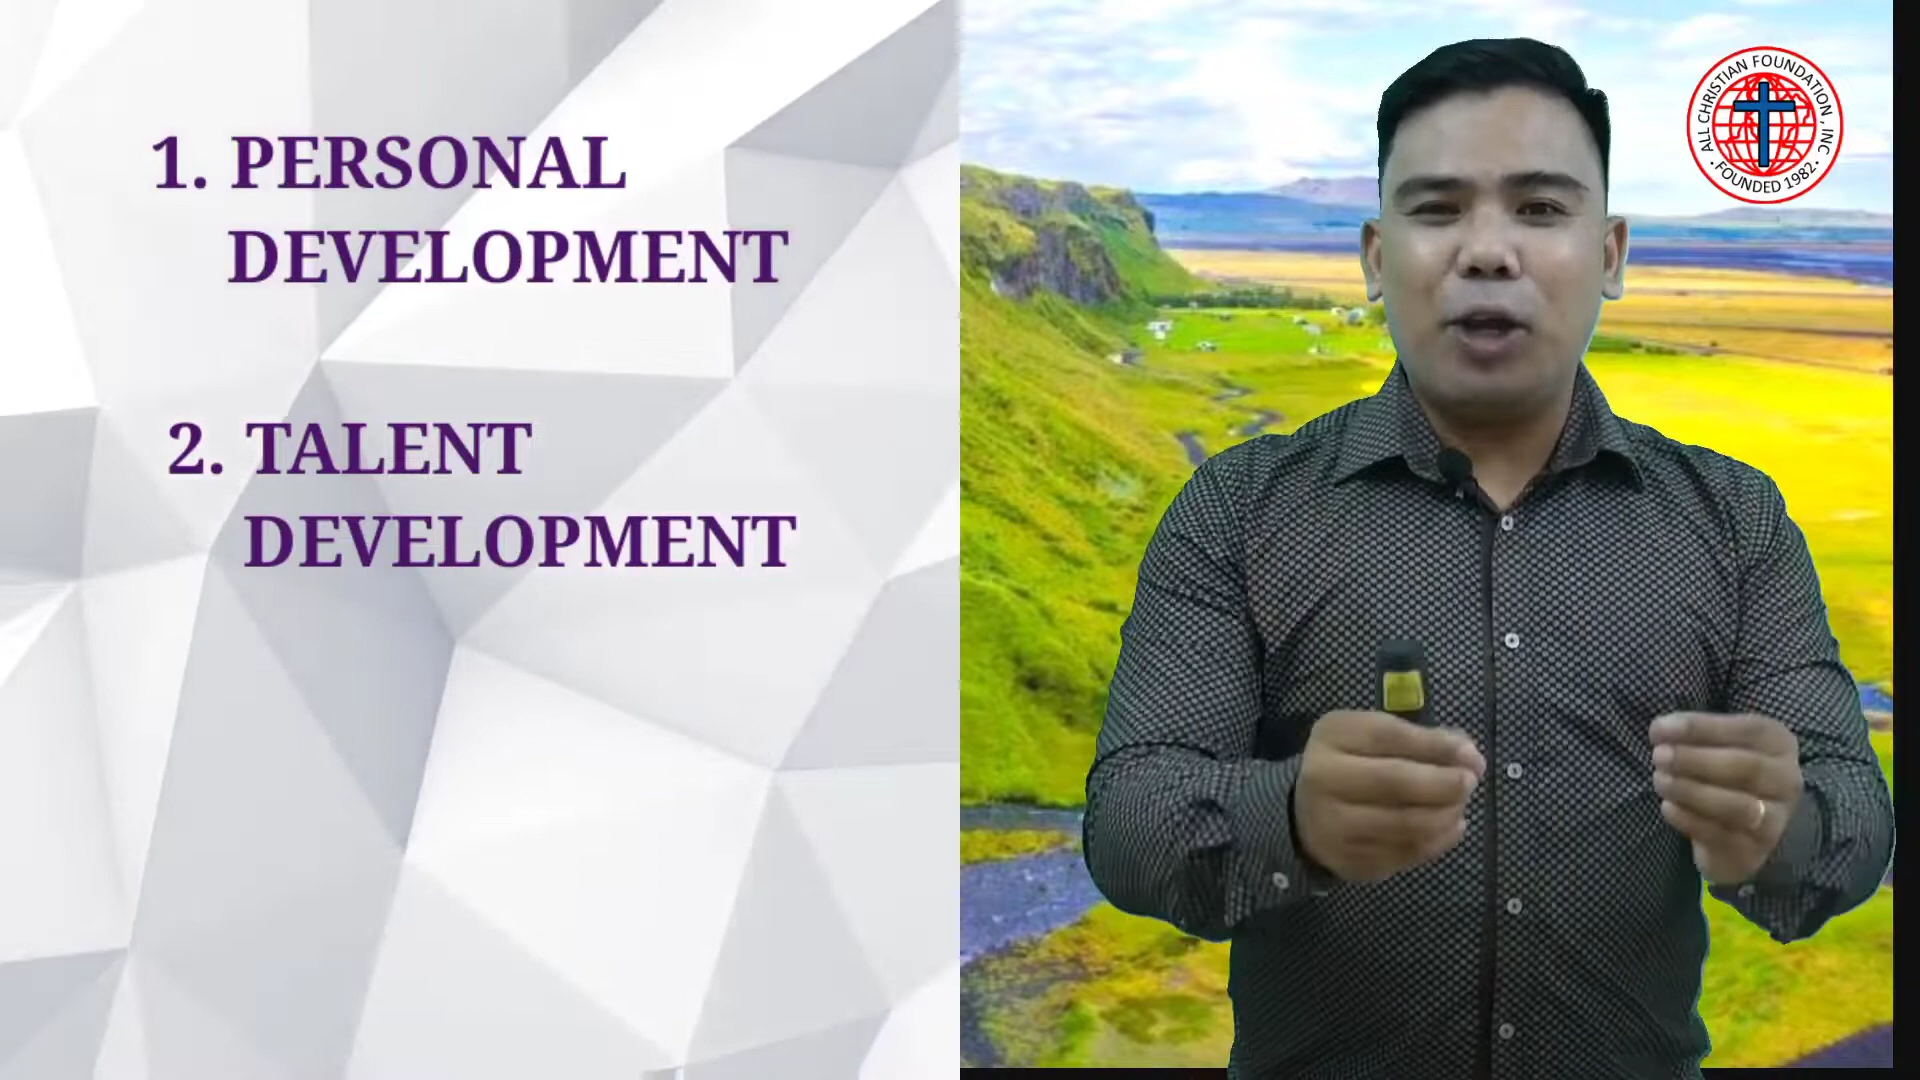 1. PERSONAL
DEVELOPMENT
2. TALENT
DEVELOPMENT
ALL CHRISTIAN FOUNDATION, INC
· FOUNDED 1982 ·